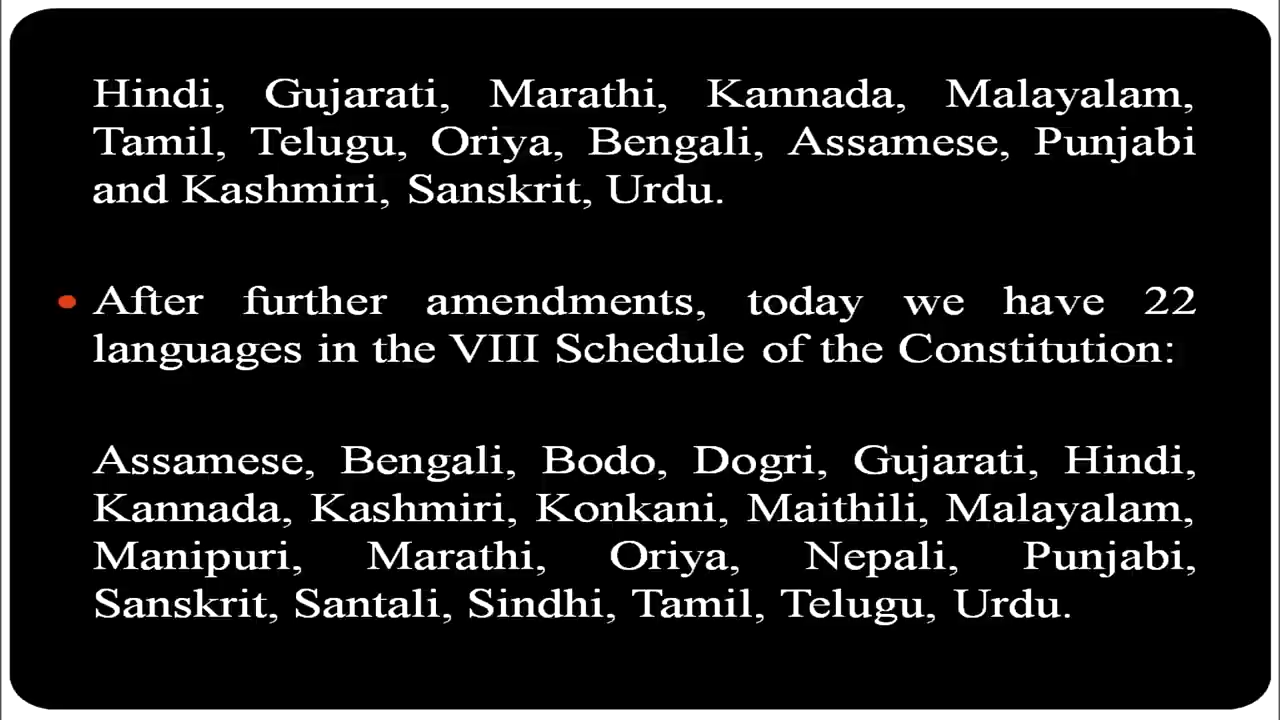 Hindi, Gujarati, Marathi, Kannada, Malayalam,
Tamil, Telugu, Oriya, Bengali, Assamese, Punjabi
and Kashmiri, Sanskrit, Urdu.
• After further amendments, today we have 22
languages in the VIII Schedule of the Constitution:
Assamese, Bengali, Bodo, Dogri, Gujarati, Hindi,
Kannada, Kashmiri, Konkani, Maithili, Malayalam,
Manipuri, Marathi, Oriya, Nepali, Punjabi,
Sanskrit, Santali, Sindhi, Tamil, Telugu, Urdu.